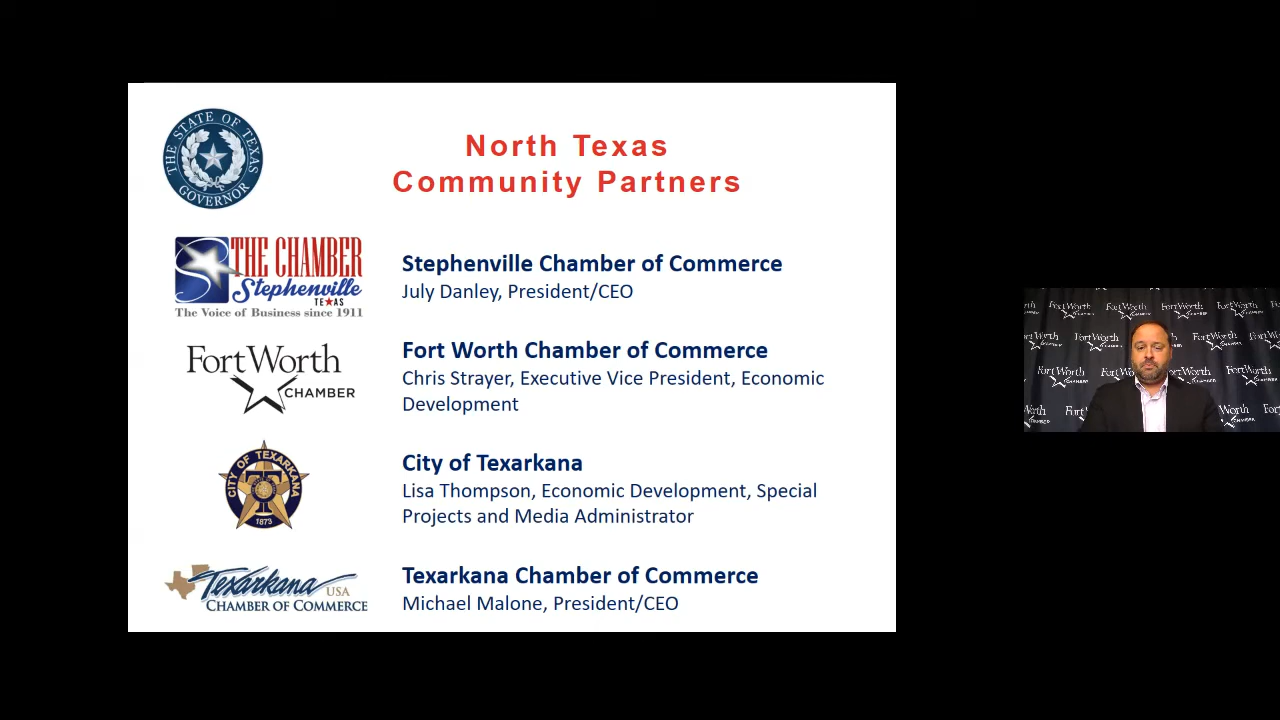 THE STATE OF TEXAS
GOVERNOR
North Texas
Community Partners
THE CHAMBER
Stephenville
TEXAS
The Voice of Business since 1911
Stephenville Chamber of Commerce
July Danley, President/CEO
Fort Worth
CHAMBER
Fort Worth Chamber of Commerce
Chris Strayer, Executive Vice President, Economic
Development
CITY OF TEXARKANA
1873
City of Texarkana
Lisa Thompson, Economic Development, Special
Projects and Media Administrator
Texarkana USA
CHAMBER OF COMMERCE
Texarkana Chamber of Commerce
Michael Malone, President/CEO
FortWorth
CHAMBER